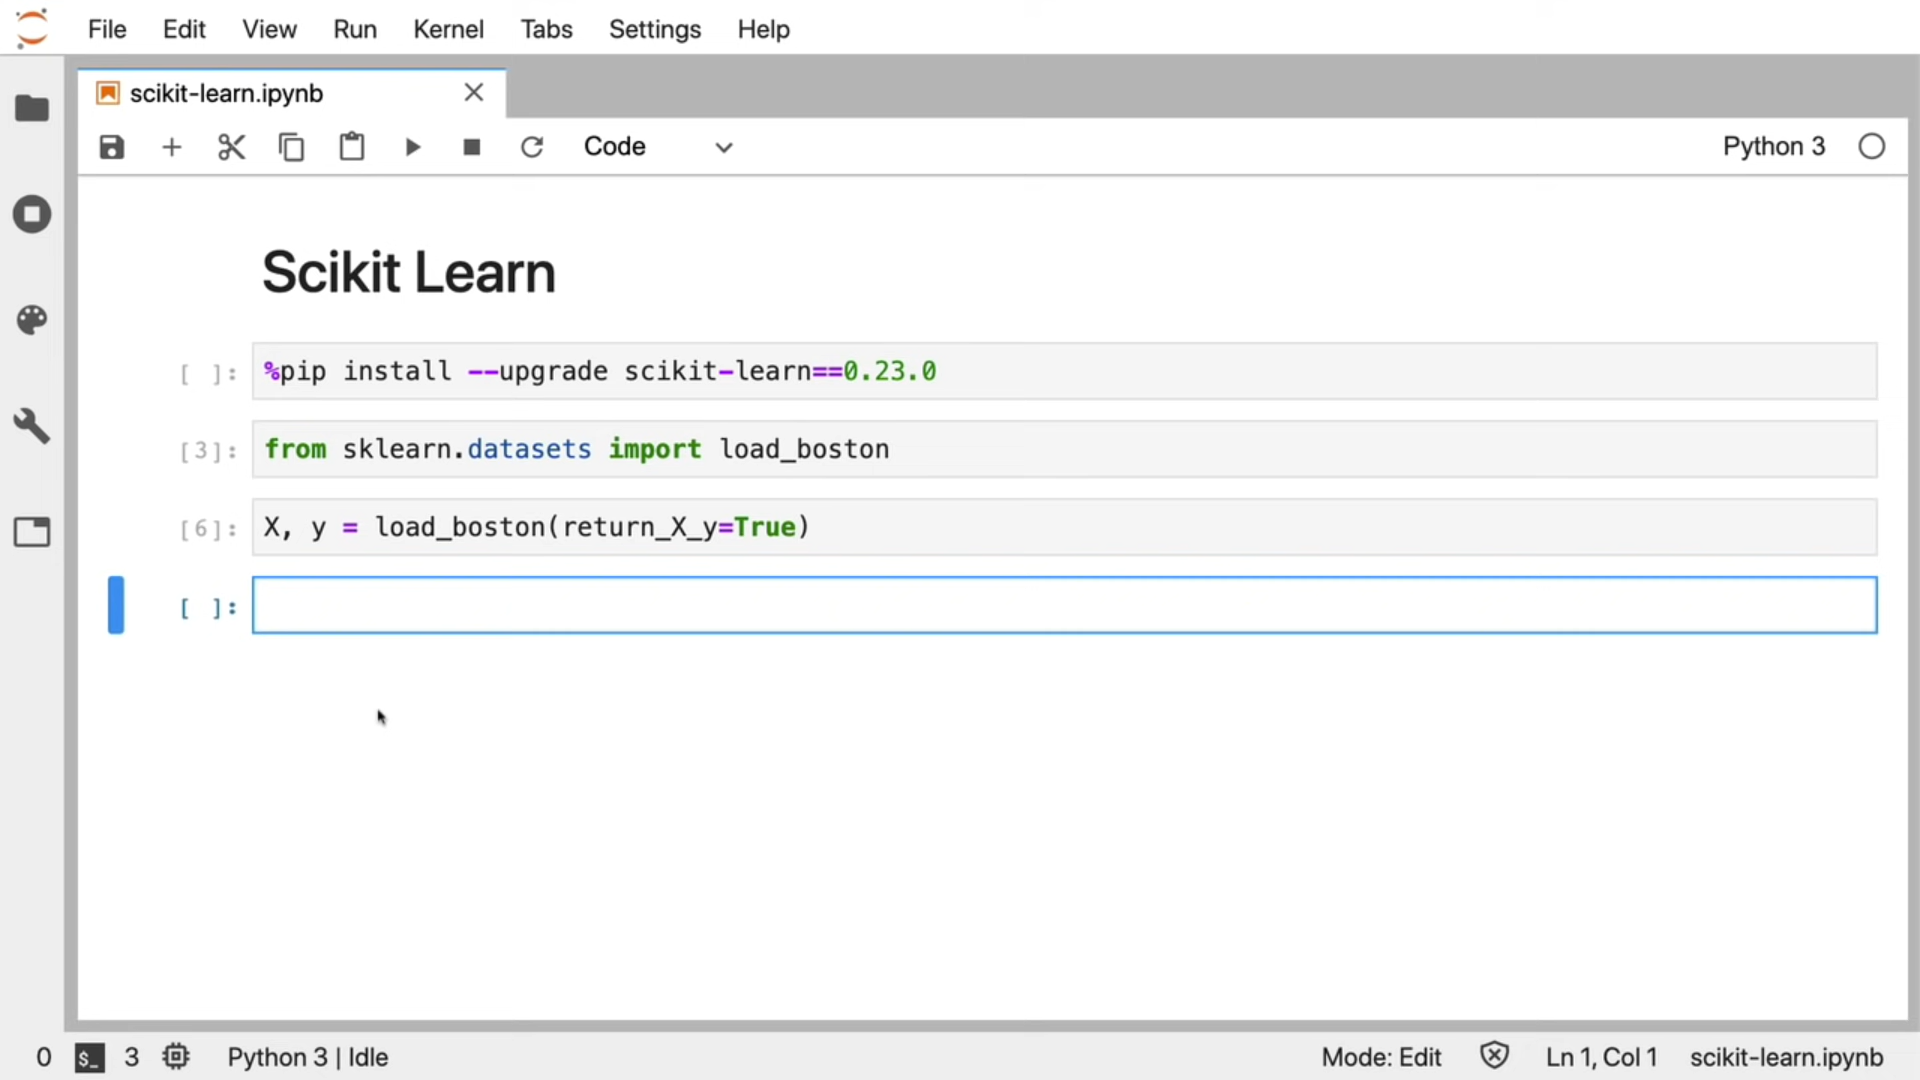 File Edit View Run Kernel Tabs Settings Help
scikit-learn.ipynb
Code
Python 3
Scikit Learn
[ ]: %pip install --upgrade scikit-learn==0.23.0
[3]: from sklearn.datasets import load_boston
[6]: X, y = load_boston(return_X_y=True)
[ ]:
0 $_ 3 Python 3 | Idle Mode: Edit Ln 1, Col 1 scikit-learn.ipynb